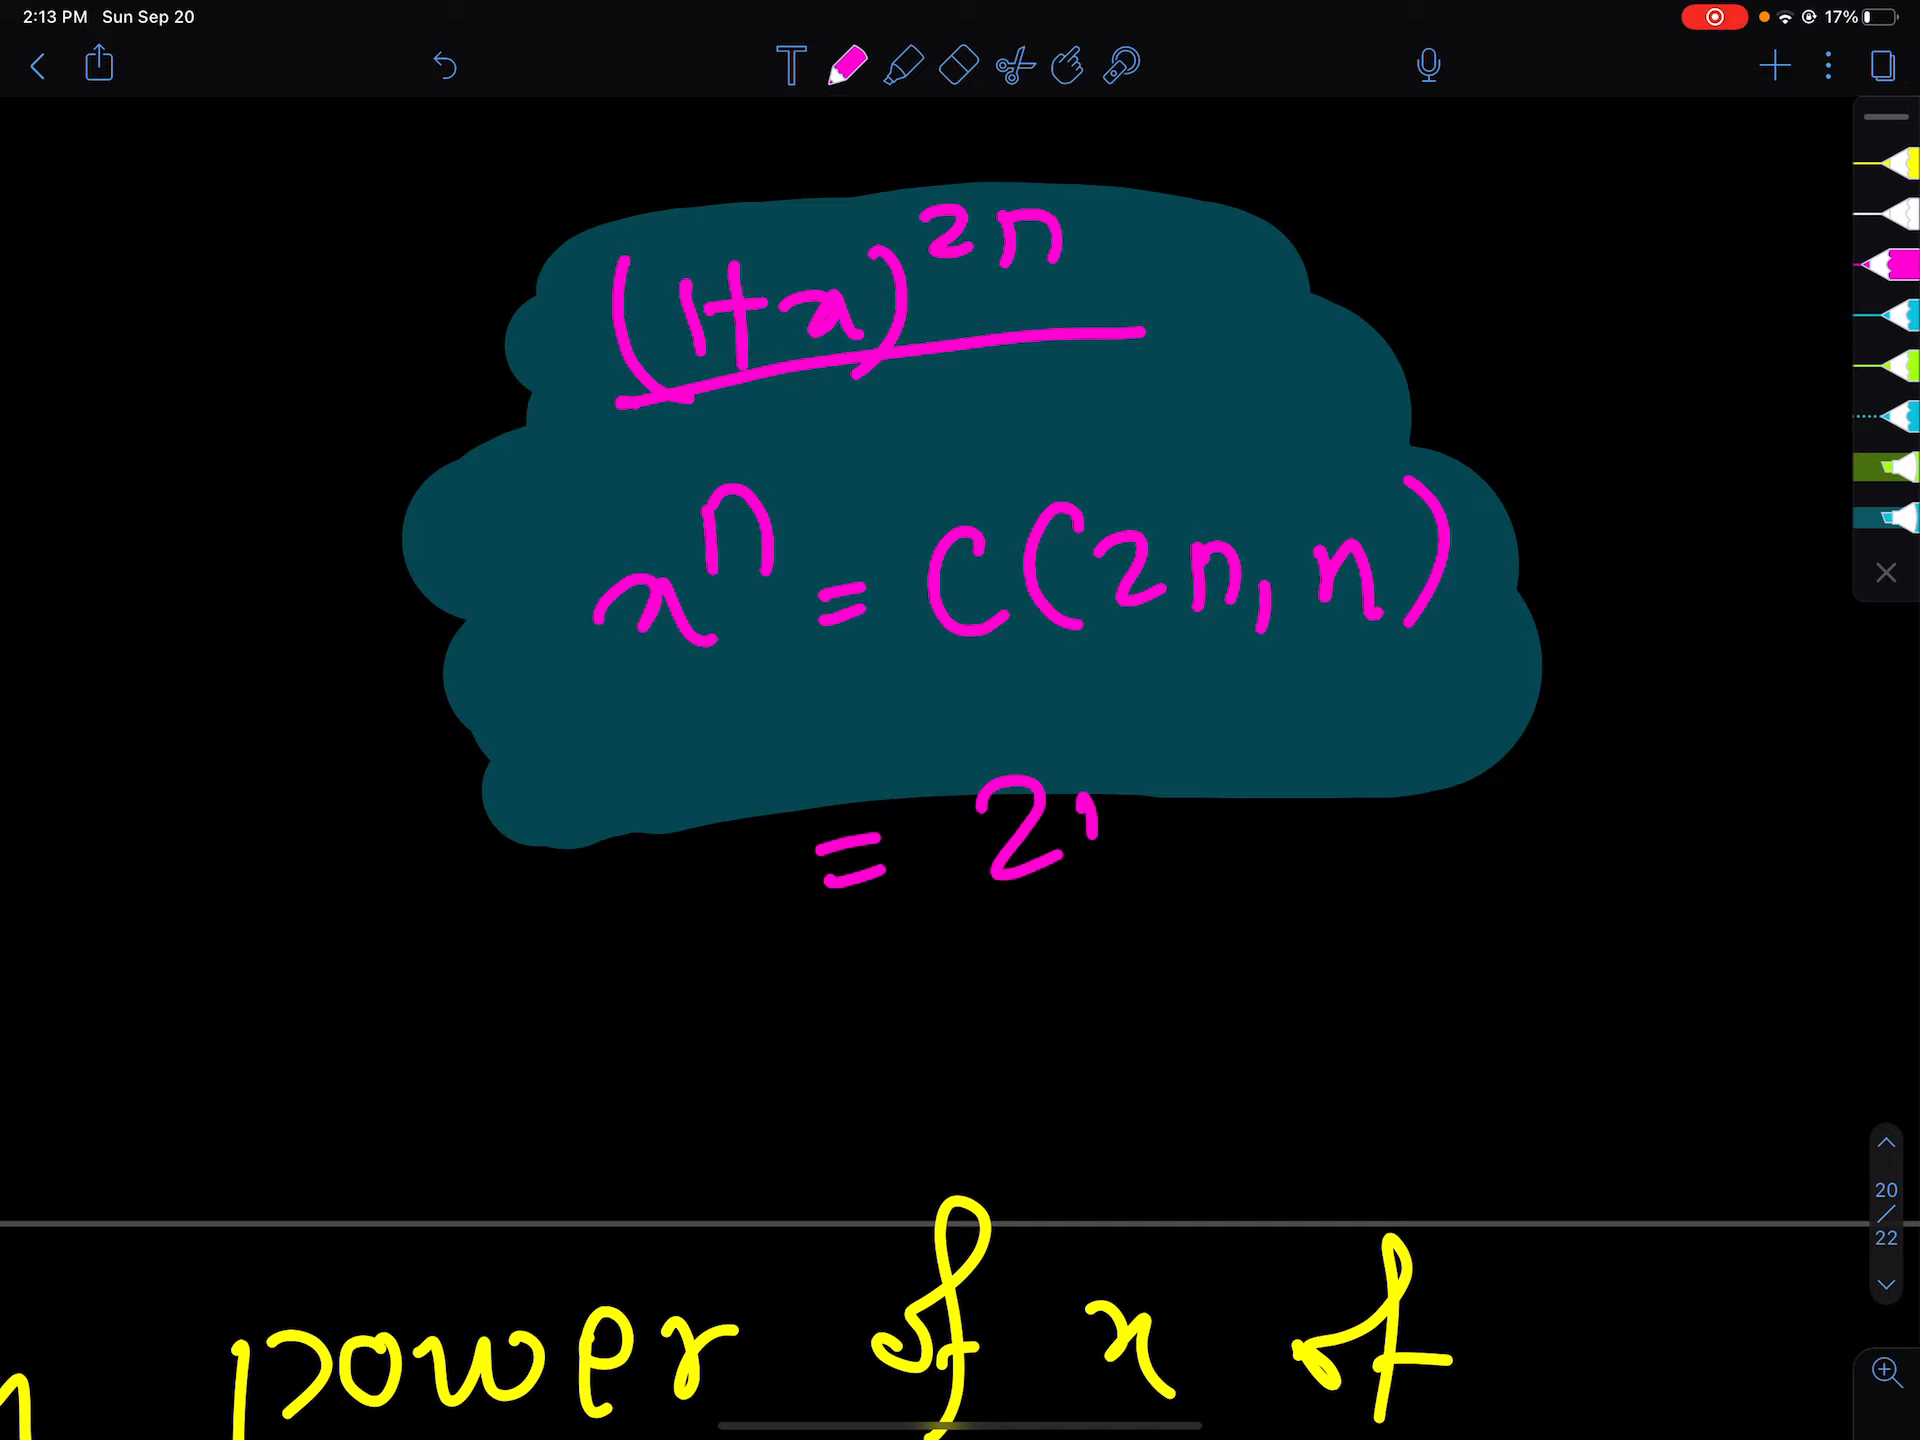 2:13 PM Sun Sep 20
17%
(1+x)^2n
x^n = C(2n, n)
= 2
20
/
22
power of x of